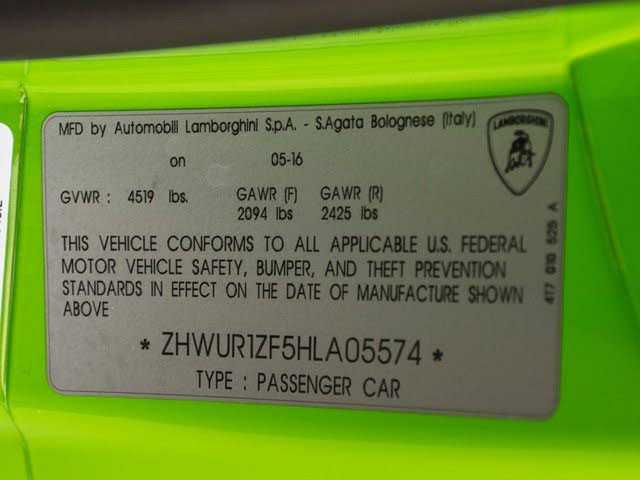 MFD by Automobili Lamborghini S.p.A. - S.Agata Bolognese (Italy)
LAMBORGHINI
on 05-16
GVWR : 4519 lbs. GAWR (F) GAWR (R)
2094 lbs 2425 lbs
THIS VEHICLE CONFORMS TO ALL APPLICABLE U.S. FEDERAL
MOTOR VEHICLE SAFETY, BUMPER, AND THEFT PREVENTION
STANDARDS IN EFFECT ON THE DATE OF MANUFACTURE SHOWN
ABOVE
* ZHWUR1ZF5HLA05574 *
TYPE : PASSENGER CAR
4T7 010 525 A